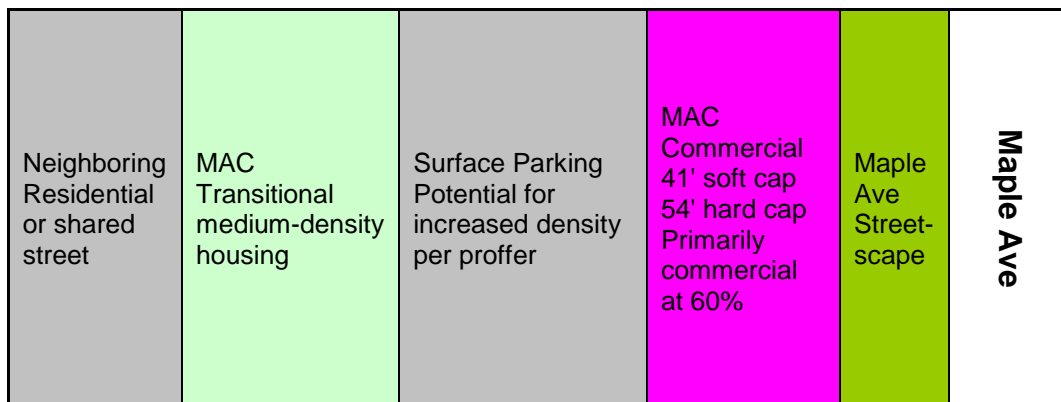 Neighboring
Residential
or shared
street
MAC
Transitional
medium-density
housing
Surface Parking
Potential for
increased density
per proffer
MAC
Commercial
41' soft cap
54' hard cap
Primarily
commercial
at 60%
Maple
Ave
Street-
scape
Maple Ave